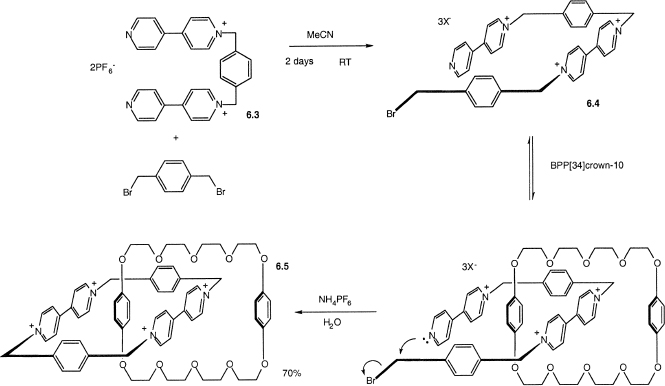 N
N
+
MeCN
2 days RT
2PF6-
N
N
+
6.3
+
Br
Br
3X-
N
+
N
N
+
Br
6.4
BPP[34]crown-10
O O O O O
N
+
N
+
N
+
N
+
O O O O O
6.5
70%
NH4PF6
H2O
3X-
O O O O O
N
+
:N
N
+
N
+
Br
O O O O O